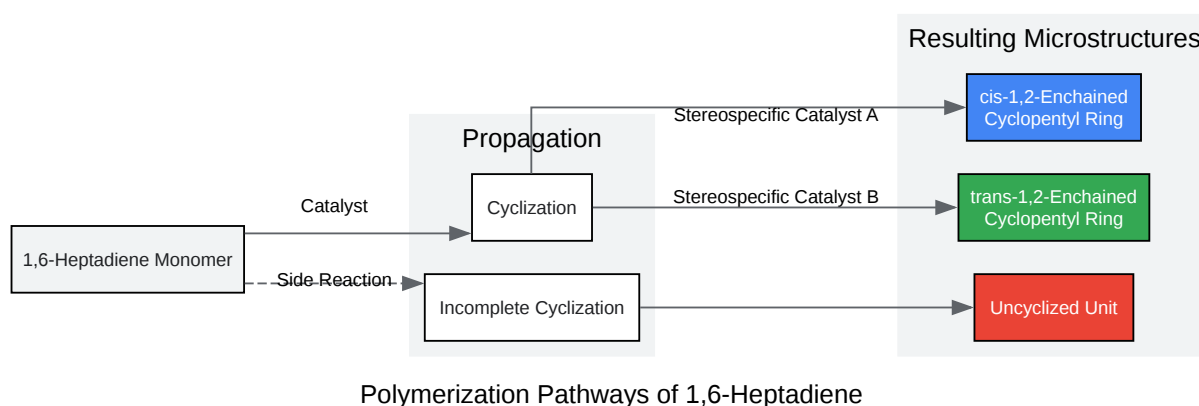 Resulting Microstructures
cis-1,2-Enchained
Cyclopentyl Ring
Stereospecific Catalyst A
Propagation
Cyclization
Stereospecific Catalyst B
trans-1,2-Enchained
Cyclopentyl Ring
Catalyst
1,6-Heptadiene Monomer
Side Reaction
Incomplete Cyclization
Uncyclized Unit
Polymerization Pathways of 1,6-Heptadiene